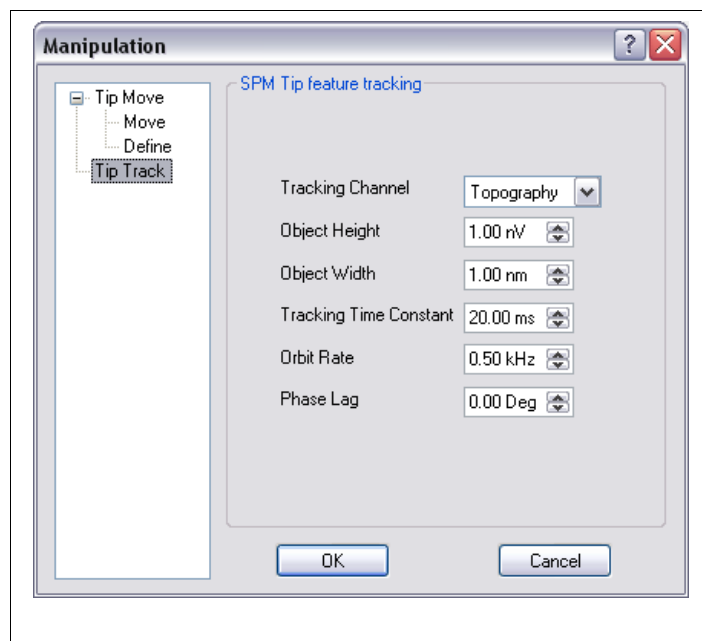 Manipulation
Tip Move
Move
Define
Tip Track
SPM Tip feature tracking
Tracking Channel Topography
Object Height 1.00 nV
Object Width 1.00 nm
Tracking Time Constant 20.00 ms
Orbit Rate 0.50 kHz
Phase Lag 0.00 Deg
OK Cancel